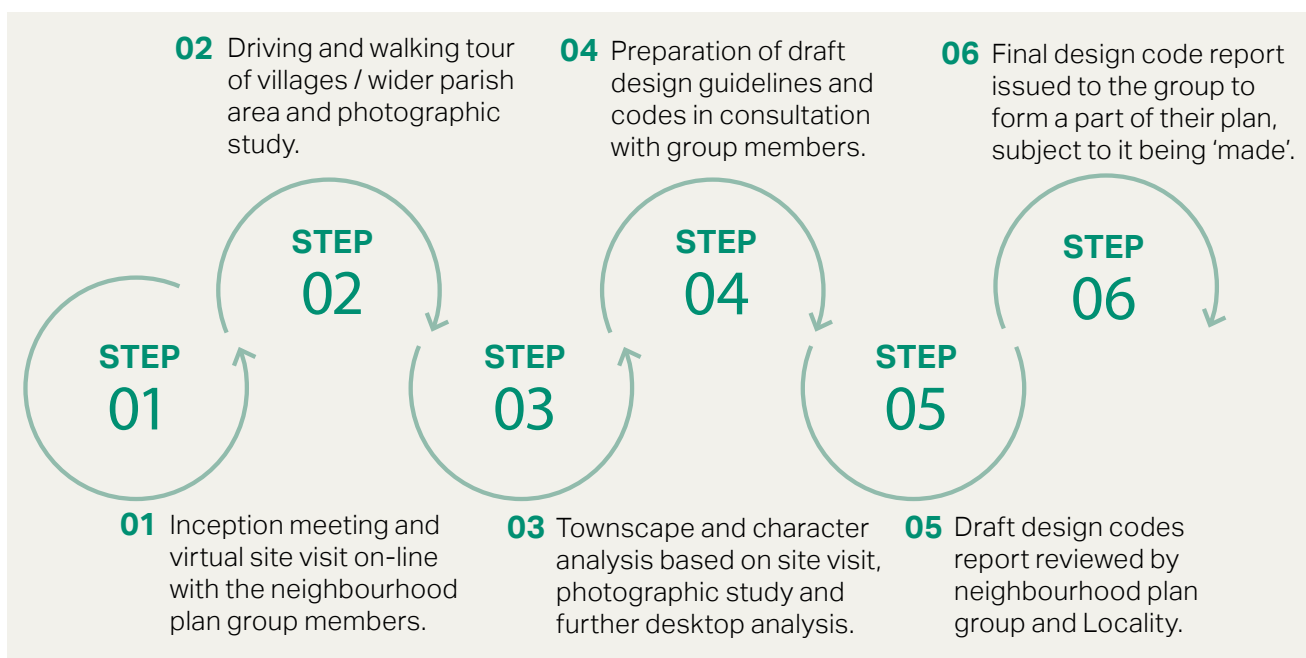 02 Driving and walking tour
of villages / wider parish
area and photographic
study.
04 Preparation of draft
design guidelines and
codes in consultation
with group members.
06 Final design code report
issued to the group to
form a part of their plan,
subject to it being ‘made’.
STEP
01
STEP
02
STEP
03
STEP
04
STEP
05
STEP
06
01 Inception meeting and
virtual site visit on-line
with the neighbourhood
plan group members.
03 Townscape and character
analysis based on site visit,
photographic study and
further desktop analysis.
05 Draft design codes
report reviewed by
neighbourhood plan
group and Locality.